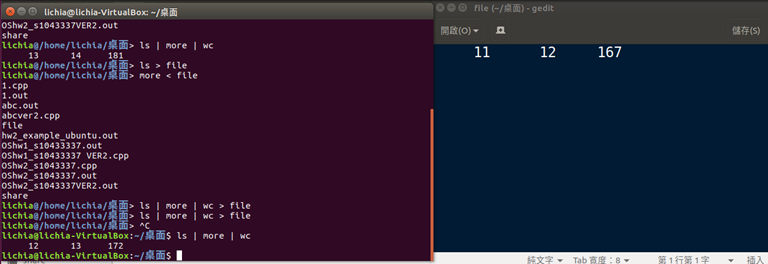 lichia@lichia-VirtualBox: ~/桌面
OShw2_s1043337VER2.out
share
lichia@/home/lichia/桌面> ls | more | wc
13 14 181
lichia@/home/lichia/桌面> ls > file
lichia@/home/lichia/桌面> more < file
1.cpp
1.out
abc.out
abcver2.cpp
file
hw2_example_ubuntu.out
OShw1_s10433337.out
OShw1_s10433337 VER2.cpp
OShw2_s10433337.cpp
OShw2_s10433337.out
OShw2_s1043337VER2.out
share
lichia@/home/lichia/桌面> ls | more | wc > file
lichia@/home/lichia/桌面> ls | more | wc > file
lichia@/home/lichia/桌面> ^C
lichia@lichia-VirtualBox:~/桌面$ ls | more | wc
12 13 172
lichia@lichia-VirtualBox:~/桌面$
file (~/桌面) - gedit
開啟(O) 儲存(S)
11 12 167
純文字 Tab 寬度：8 第 1 行第 1 字 插入